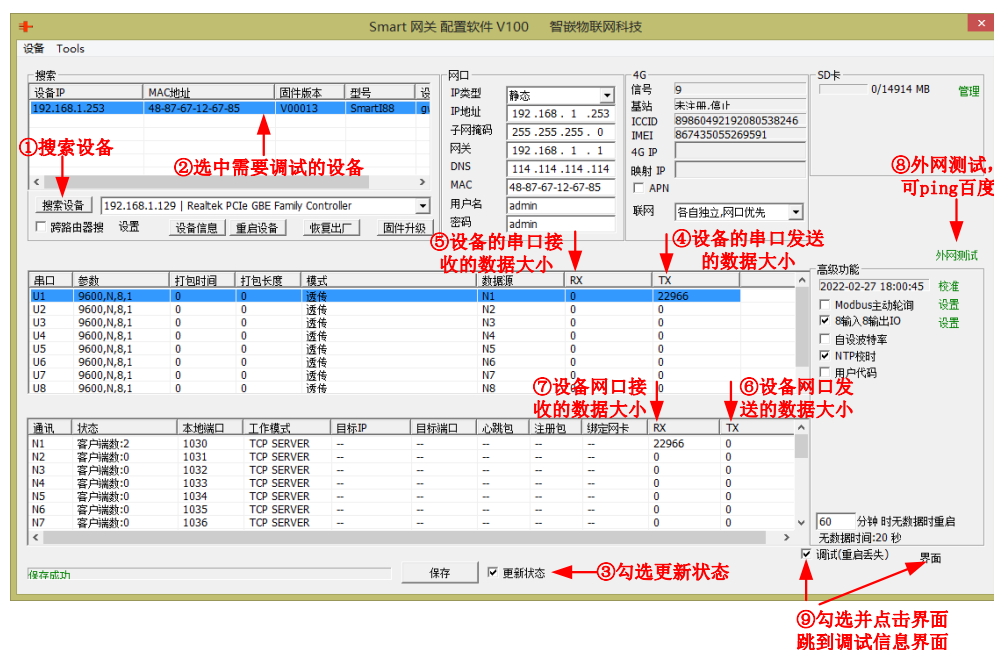 Smart 网关 配置软件 V100 智嵌物联网科技
设备 Tools
搜索
设备IP MAC地址 固件版本 型号 设
192.168.1.253 48-87-67-12-67-85 V00013 SmartI88
①搜索设备
②选中需要调试的设备
搜索设备 192.168.1.129 | Realtek PCIe GBE Family Controller
跨路由器搜 设置 设备信息 重启设备 恢复出厂 固件升级
网口
IP类型 静态
IP地址 192 .168 . 1 .253
子网掩码 255 .255 .255 . 0
网关 192 .168 . 1 . 1
DNS 114 .114 .114 .114
MAC 48-87-67-12-67-85
用户名 admin
密码 admin
4G
信号 9
基站 未注册,停止
ICCID 89860492192080538246
IMEI 867435055269591
4G IP
映射 IP
APN
联网 各自独立,网口优先
SD卡
0/14914 MB 管理
⑧外网测试,
可ping百度
外网测试
⑤设备的串口接
收的数据大小
④设备的串口发送
的数据大小
串口 参数 打包时间 打包长度 模式 数据源 RX TX
U1 9600,N,8,1 0 0 透传 N1 0 22966
U2 9600,N,8,1 0 0 透传 N2 0 0
U3 9600,N,8,1 0 0 透传 N3 0 0
U4 9600,N,8,1 0 0 透传 N4 0 0
U5 9600,N,8,1 0 0 透传 N5 0 0
U6 9600,N,8,1 0 0 透传 N6 0 0
U7 9600,N,8,1 0 0 透传 N7 0 0
U8 9600,N,8,1 0 0 透传 N8 0 0
高级功能
2022-02-27 18:00:45 校准
Modbus主动轮询 设置
8输入8输出IO 设置
自设波特率
NTP校时
用户代码
⑦设备网口接
收的数据大小
⑥设备网口发
送的数据大小
通讯 状态 本地端口 工作模式 目标IP 目标端口 心跳包 注册包 绑定网卡 RX TX
N1 客户端数:2 1030 TCP SERVER -- -- -- -- -- 22966 0
N2 客户端数:0 1031 TCP SERVER -- -- -- -- -- 0 0
N3 客户端数:0 1032 TCP SERVER -- -- -- -- -- 0 0
N4 客户端数:0 1033 TCP SERVER -- -- -- -- -- 0 0
N5 客户端数:0 1034 TCP SERVER -- -- -- -- -- 0 0
N6 客户端数:0 1035 TCP SERVER -- -- -- -- -- 0 0
N7 客户端数:0 1036 TCP SERVER -- -- -- -- -- 0 0
60 分钟 时无数据时重启
无数据时间:20 秒
调试(重启丢失) 界面
保存成功 保存 更新状态 ③勾选更新状态
⑨勾选并点击界面
跳到调试信息界面